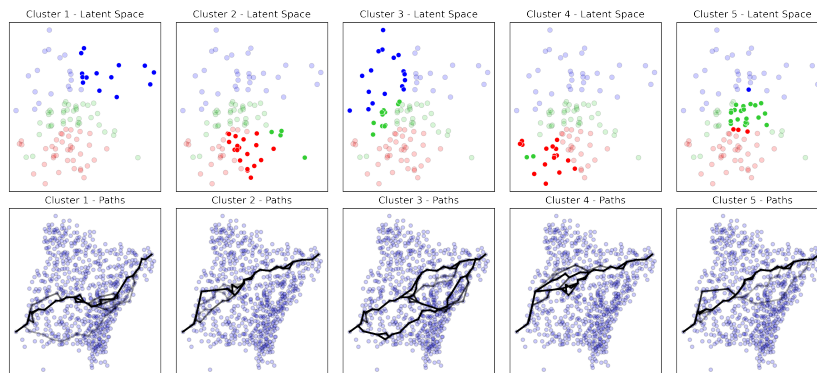 Cluster 1 - Latent Space
Cluster 2 - Latent Space
Cluster 3 - Latent Space
Cluster 4 - Latent Space
Cluster 5 - Latent Space
Cluster 1 - Paths
Cluster 2 - Paths
Cluster 3 - Paths
Cluster 4 - Paths
Cluster 5 - Paths